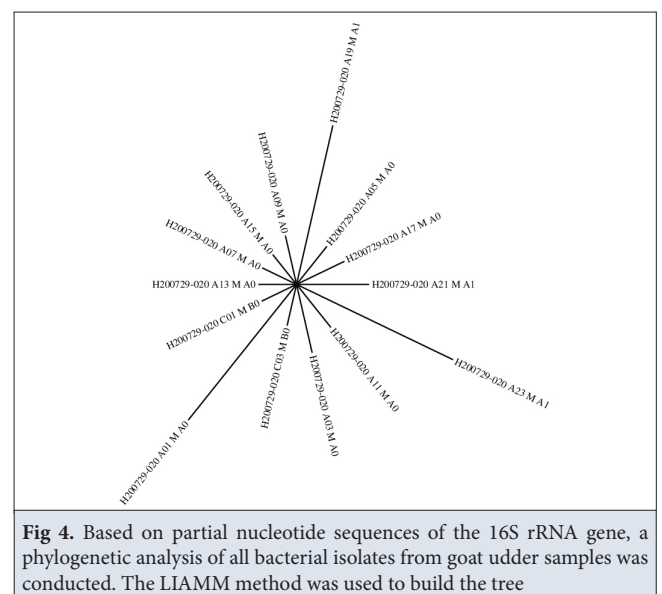 H200729-020 A19 M A1
H200729-020 A09 M A0
H200729-020 A05 M A0
H200729-020 A15 M A0
H200729-020 A17 M A0
H200729-020 A07 M A0
H200729-020 A13 M A0
H200729-020 A21 M A1
H200729-020 C01 M B0
H200729-020 C03 M B0
H200729-020 A11 M A0
H200729-020 A03 M A0
H200729-020 A23 M A1
H200729-020 A01 M A0
Fig 4. Based on partial nucleotide sequences of the 16S rRNA gene, a
phylogenetic analysis of all bacterial isolates from goat udder samples was
conducted. The LIAMM method was used to build the tree